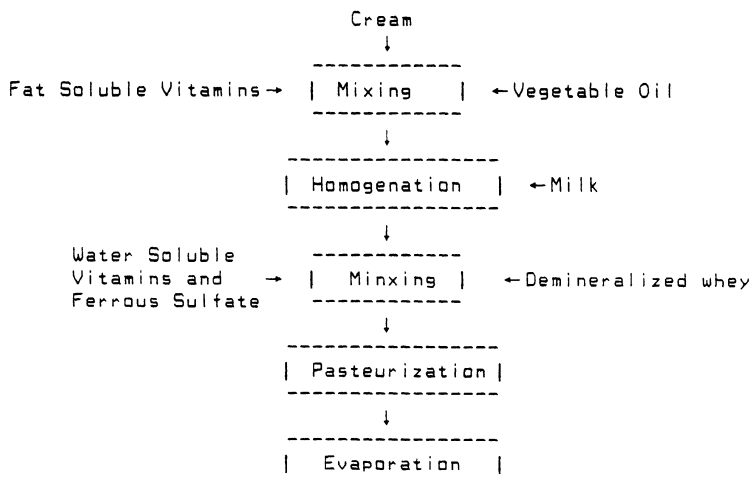 Cream
↓
-----------
Fat Soluble Vitamins→ | Mixing | ←Vegetable Oil
-----------
↓
----------------
| Homogenation | ←Milk
----------------
↓
-----------
Water Soluble
Vitamins and → | Minxing | ←Demineralized whey
Ferrous Sulfate
-----------
↓
----------------
| Pasteurization |
----------------
↓
----------------
| Evaporation |